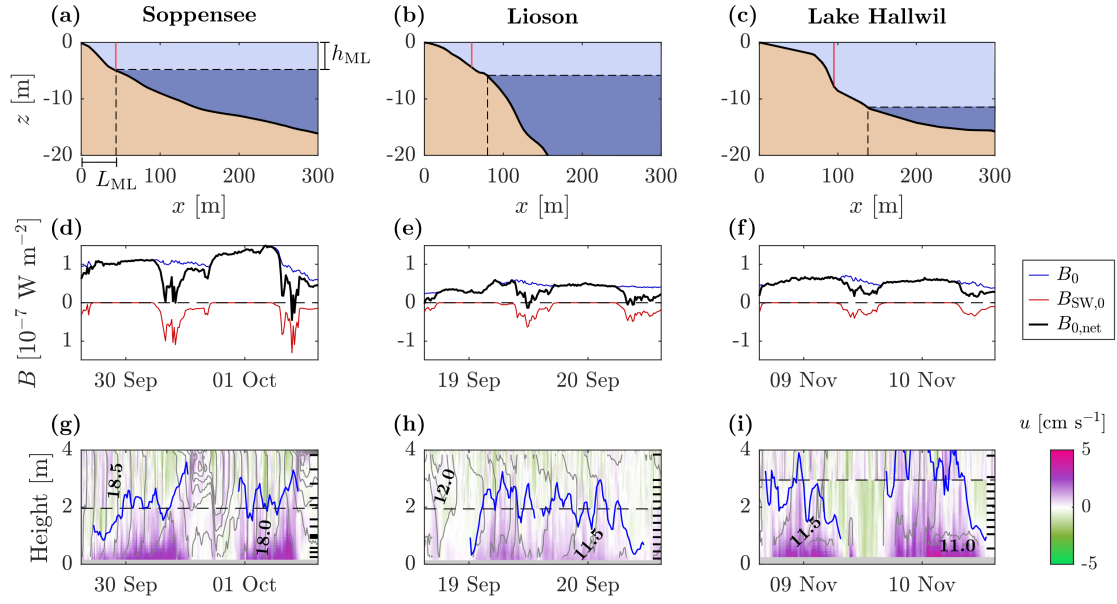 Soppensee
Lioson
Lake Hallwil
(a)
(b)
(c)
z [m]
0
-10
-20
0
100
200
300
x [m]
h_ML
L_ML
0
-10
-20
0
100
200
300
x [m]
0
-10
-20
0
100
200
300
x [m]
(d)
(e)
(f)
B [10⁻⁷ W m⁻²]
1
0
1
30 Sep
01 Oct
1
0
-1
19 Sep
20 Sep
1
0
-1
09 Nov
10 Nov
B₀
B_SW,0
B_0,net
(g)
(h)
(i)
Height [m]
4
2
0
18.5
18.0
30 Sep
01 Oct
4
2
0
12.0
11.5
19 Sep
20 Sep
4
2
0
11.5
11.0
09 Nov
10 Nov
u [cm s⁻¹]
5
0
-5